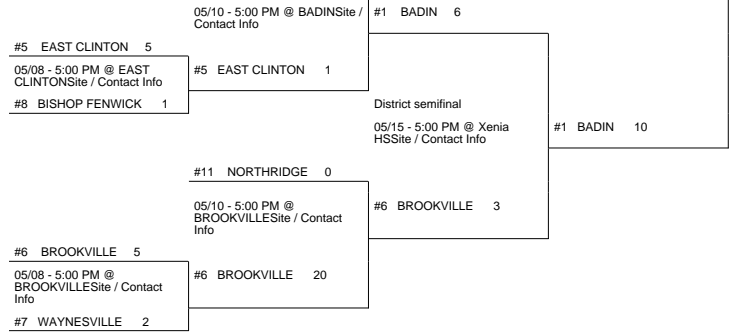 05/10 - 5:00 PM @ BADINSite /
Contact Info
#1 BADIN 6
#5 EAST CLINTON 5
05/08 - 5:00 PM @ EAST
CLINTONSite / Contact Info
#5 EAST CLINTON 1
#8 BISHOP FENWICK 1
District semifinal
05/15 - 5:00 PM @ Xenia
HSSite / Contact Info
#1 BADIN 10
#11 NORTHRIDGE 0
05/10 - 5:00 PM @
BROOKVILLESite / Contact
Info
#6 BROOKVILLE 3
#6 BROOKVILLE 5
05/08 - 5:00 PM @
BROOKVILLESite / Contact
Info
#6 BROOKVILLE 20
#7 WAYNESVILLE 2